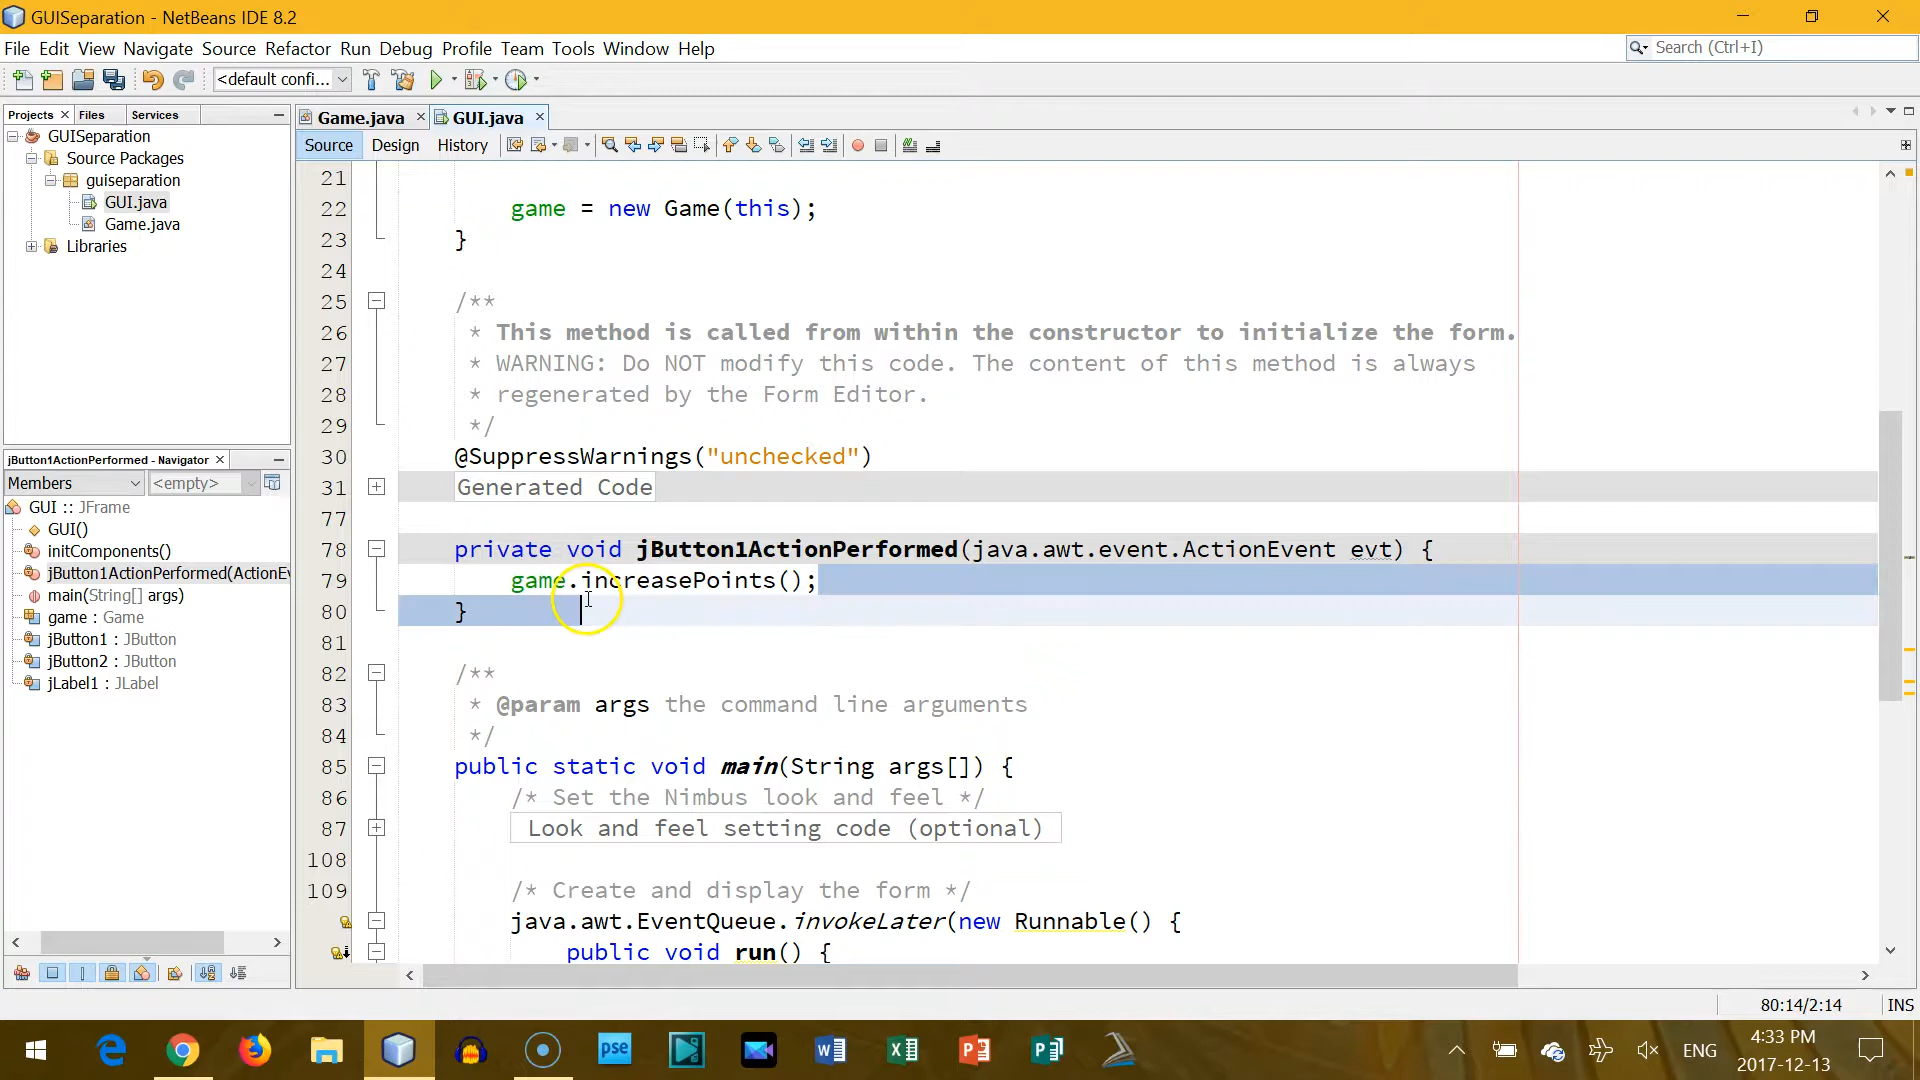 GUISeparation - NetBeans IDE 8.2
File Edit View Navigate Source Refactor Run Debug Profile Team Tools Window Help
Search (Ctrl+I)
<default confi...
Projects Files Services
Game.java GUI.java
GUISeparation
Source Design History
Source Packages
guiseparation
GUI.java
Game.java
Libraries
21
22 game = new Game(this);
23 }
24
25 /**
26 * This method is called from within the constructor to initialize the form.
27 * WARNING: Do NOT modify this code. The content of this method is always
28 * regenerated by the Form Editor.
29 */
30 @SuppressWarnings("unchecked")
31 Generated Code
77
78 private void jButton1ActionPerformed(java.awt.event.ActionEvent evt) {
79 game.increasePoints();
80 }
81
82 /**
83 * @param args the command line arguments
84 */
85 public static void main(String args[]) {
86 /* Set the Nimbus look and feel */
87 Look and feel setting code (optional)
108
109 /* Create and display the form */
java.awt.EventQueue.invokeLater(new Runnable() {
public void run() {
jButton1ActionPerformed - Navigator
Members <empty>
GUI :: JFrame
GUI()
initComponents()
jButton1ActionPerformed(ActionEv
main(String[] args)
game : Game
jButton1 : JButton
jButton2 : JButton
jLabel1 : JLabel
80:14/2:14 INS
pse
ENG
4:33 PM
2017-12-13